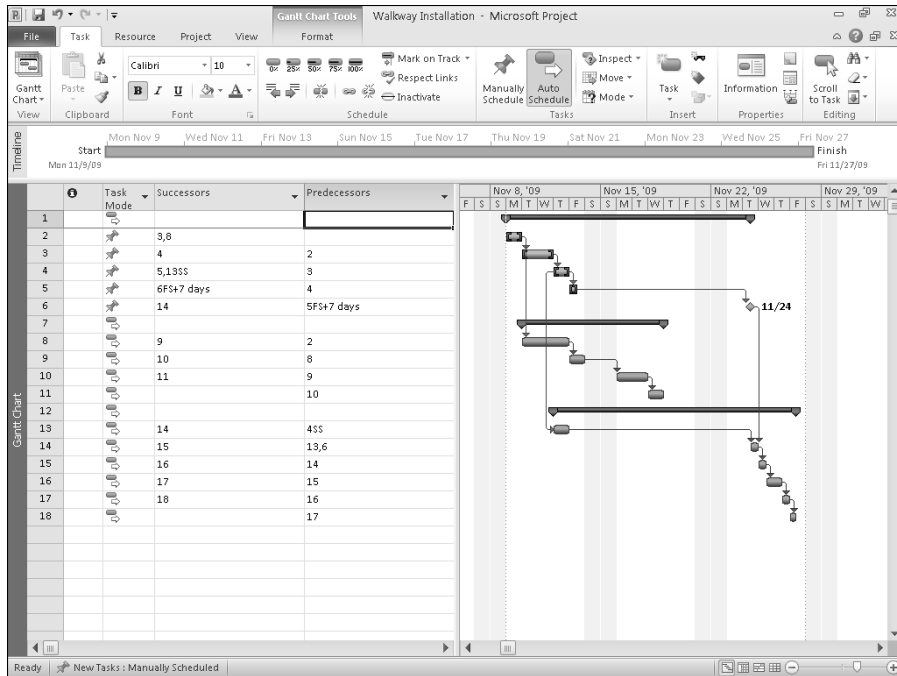 Gantt Chart Tools Walkway Installation - Microsoft Project
File Task Resource Project View Format
Calibri 10
0% 25% 50% 75% 100%
Mark on Track
Inspect
Respect Links
Move
Inactivate
Mode
Gantt Chart
Paste
B I U A
Manually Schedule
Auto Schedule
Task
Information
Scroll to Task
View Clipboard Font Schedule Tasks Insert Properties Editing
Timeline
Mon Nov 9 Wed Nov 11 Fri Nov 13 Sun Nov 15 Tue Nov 17 Thu Nov 19 Sat Nov 21 Mon Nov 23 Wed Nov 25 Fri Nov 27
Start Finish
Mon 11/9/09 Fri 11/27/09
Task Mode Successors Predecessors
Nov 8, '09 Nov 15, '09 Nov 22, '09 Nov 29, '09
F S S M T W T F S S M T W T F S S M T W T F S S M T W
1
2 3,8
3 4 2
4 5,13SS 3
5 6FS+7 days 4
6 14 5FS+7 days 11/24
7
8 9 2
9 10 8
10 11 9
11 10
12
13 14 4SS
14 15 13,6
15 16 14
16 17 15
17 18 16
18 17
Gantt Chart
Ready New Tasks : Manually Scheduled